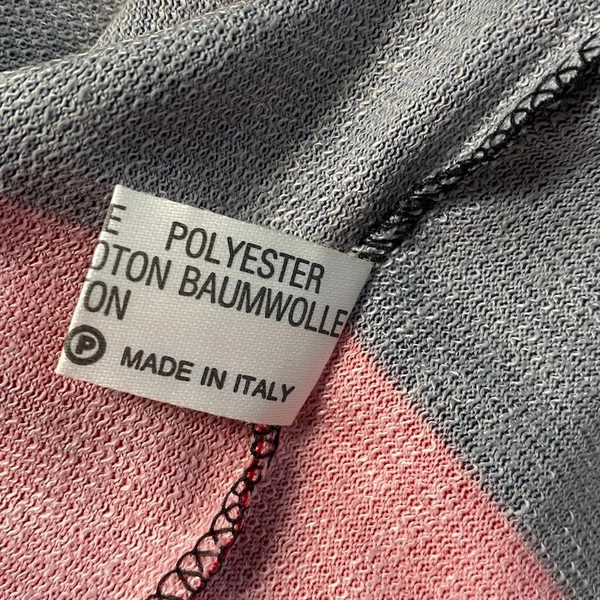 E POLYESTER
OTON BAUMWOLLE
ON
P MADE IN ITALY